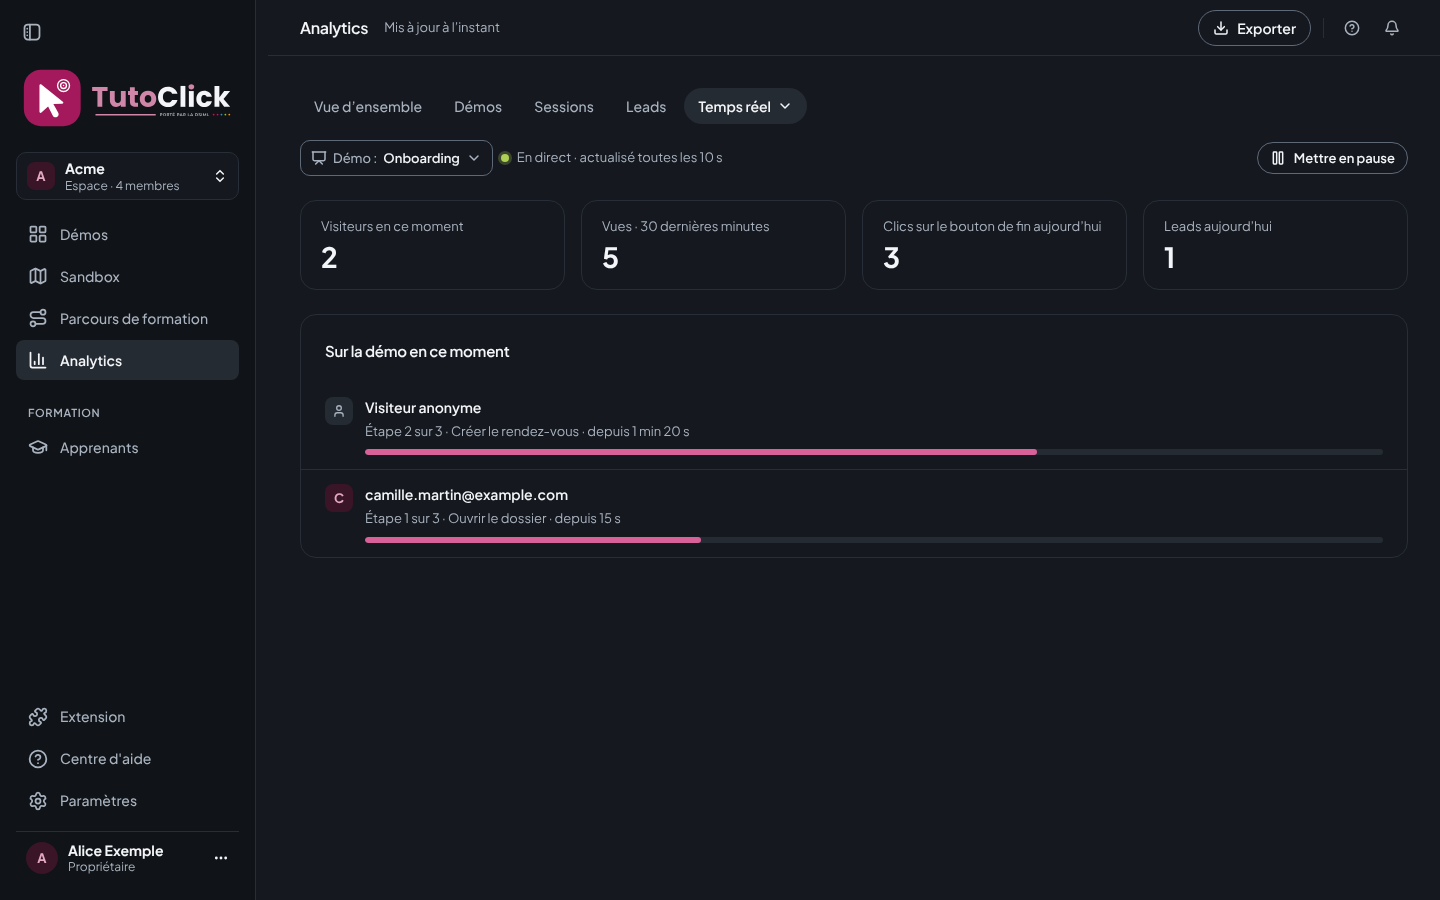 Analytics
Mis à jour à l'instant
Exporter
TutoClick
PORTÉ PAR LA DSIML
A
Acme
Espace · 4 membres
Démos
Sandbox
Parcours de formation
Analytics
FORMATION
Apprenants
Extension
Centre d'aide
Paramètres
A
Alice Exemple
Propriétaire
Vue d'ensemble
Démos
Sessions
Leads
Temps réel
Démo : Onboarding
En direct · actualisé toutes les 10 s
Mettre en pause
Visiteurs en ce moment
2
Vues · 30 dernières minutes
5
Clics sur le bouton de fin aujourd'hui
3
Leads aujourd'hui
1
Sur la démo en ce moment
Visiteur anonyme
Étape 2 sur 3 · Créer le rendez-vous · depuis 1 min 20 s
C
camille.martin@example.com
Étape 1 sur 3 · Ouvrir le dossier · depuis 15 s